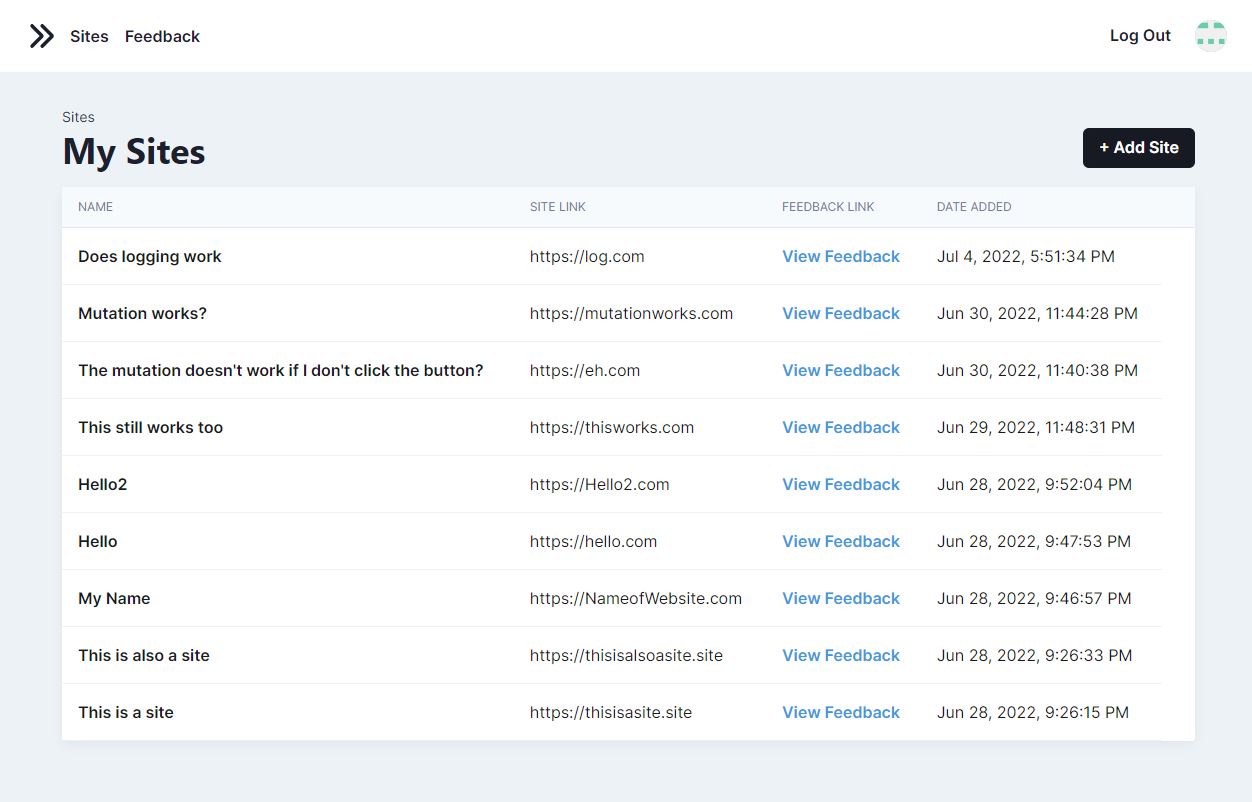 Sites Feedback Log Out
Sites
My Sites
+ Add Site
NAME SITE LINK FEEDBACK LINK DATE ADDED
Does logging work https://log.com View Feedback Jul 4, 2022, 5:51:34 PM
Mutation works? https://mutationworks.com View Feedback Jun 30, 2022, 11:44:28 PM
The mutation doesn't work if I don't click the button? https://eh.com View Feedback Jun 30, 2022, 11:40:38 PM
This still works too https://thisworks.com View Feedback Jun 29, 2022, 11:48:31 PM
Hello2 https://Hello2.com View Feedback Jun 28, 2022, 9:52:04 PM
Hello https://hello.com View Feedback Jun 28, 2022, 9:47:53 PM
My Name https://NameofWebsite.com View Feedback Jun 28, 2022, 9:46:57 PM
This is also a site https://thisisalsoasite.site View Feedback Jun 28, 2022, 9:26:33 PM
This is a site https://thisisasite.site View Feedback Jun 28, 2022, 9:26:15 PM